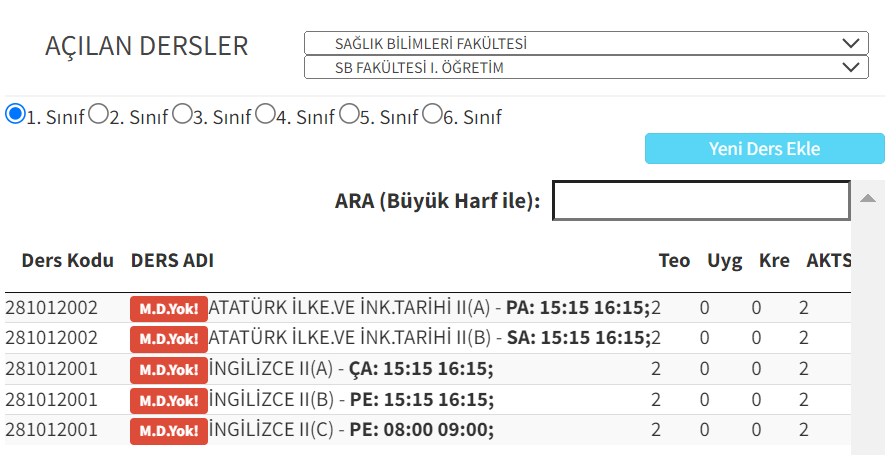 AÇILAN DERSLER
SAĞLIK BİLİMLERİ FAKÜLTESİ
SB FAKÜLTESİ I. ÖĞRETİM
1. Sınıf 2. Sınıf 3. Sınıf 4. Sınıf 5. Sınıf 6. Sınıf
Yeni Ders Ekle
ARA (Büyük Harf ile):
Ders Kodu DERS ADI Teo Uyg Kre AKTS
281012002 M.D.Yok! ATATÜRK İLKE.VE İNK.TARİHİ II(A) - PA: 15:15 16:15; 2 0 0 2
281012002 M.D.Yok! ATATÜRK İLKE.VE İNK.TARİHİ II(B) - SA: 15:15 16:15; 2 0 0 2
281012001 M.D.Yok! İNGİLİZCE II(A) - ÇA: 15:15 16:15; 2 0 0 2
281012001 M.D.Yok! İNGİLİZCE II(B) - PE: 15:15 16:15; 2 0 0 2
281012001 M.D.Yok! İNGİLİZCE II(C) - PE: 08:00 09:00; 2 0 0 2